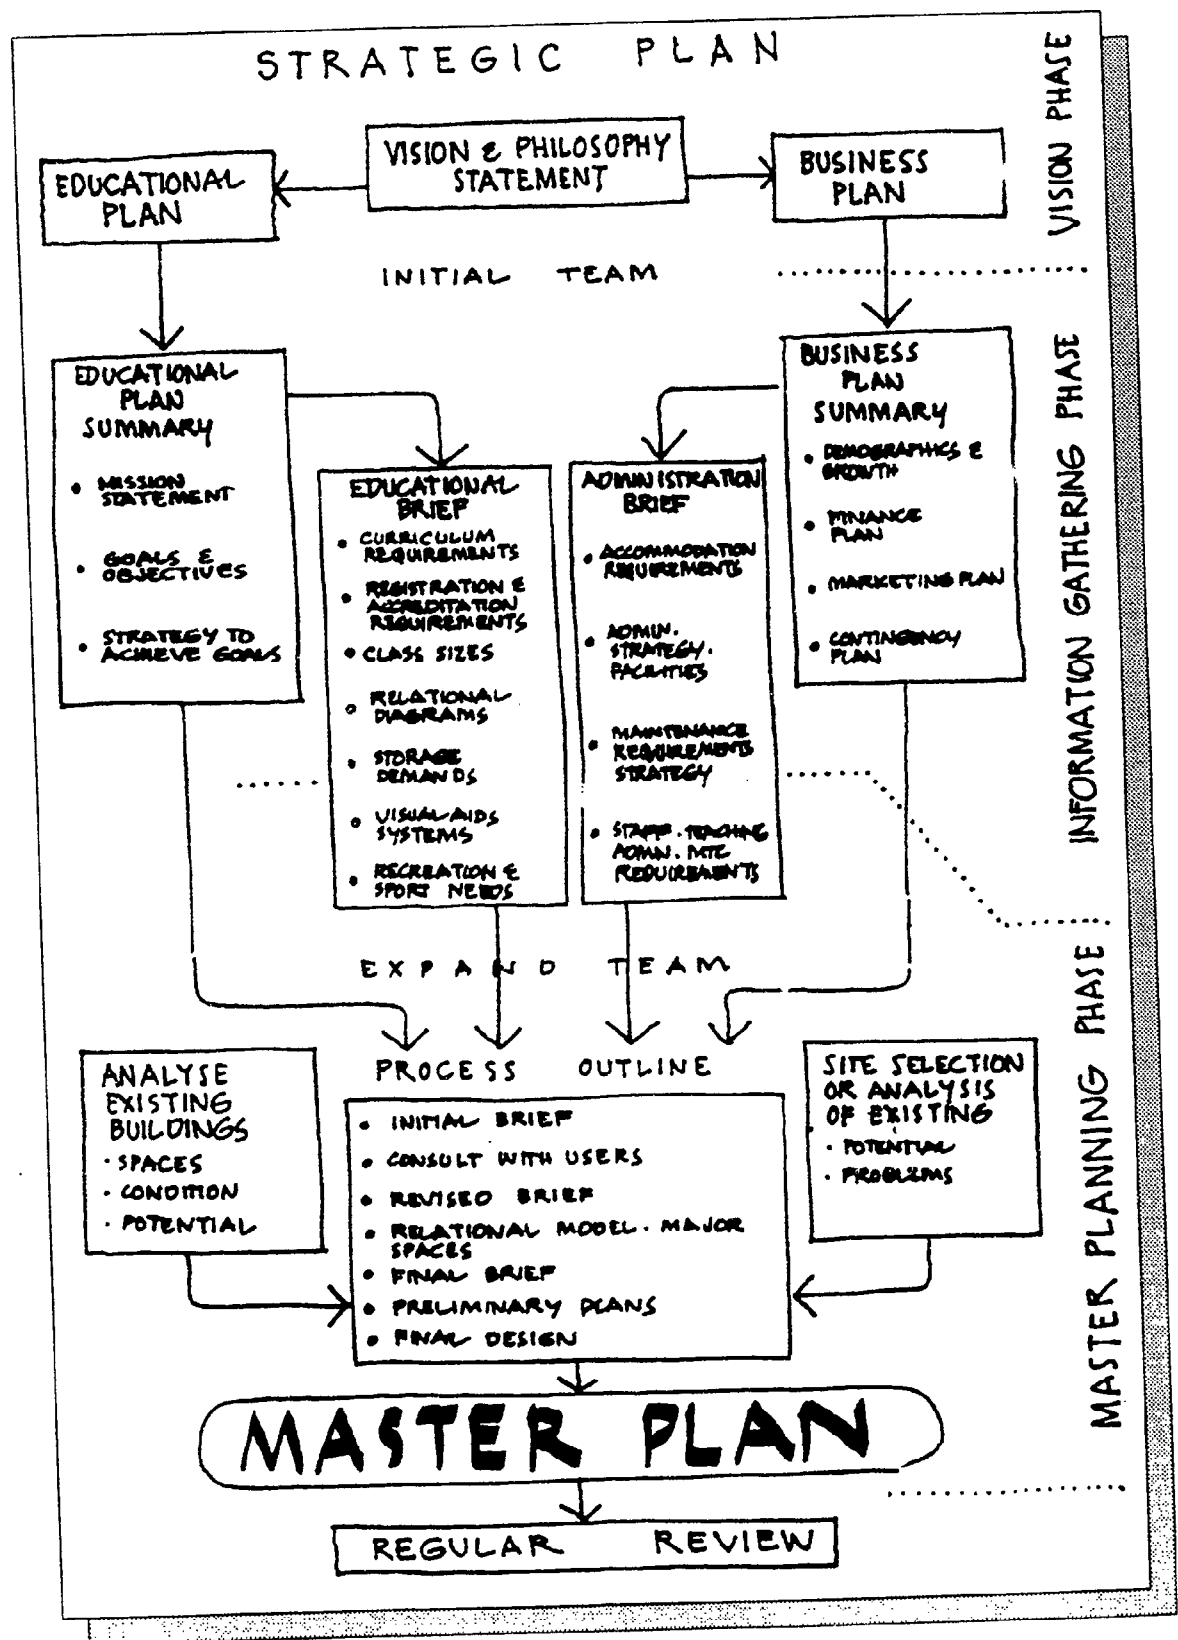 STRATEGIC PLAN
VISION PHASE
VISION & PHILOSOPHY
STATEMENT
EDUCATIONAL
PLAN
BUSINESS
PLAN
INITIAL TEAM
INFORMATION GATHERING PHASE
EDUCATIONAL
PLAN
SUMMARY
• MISSION
STATEMENT
• GOALS &
OBJECTIVES
• STRATEGY TO
ACHIEVE GOALS
EDUCATIONAL
BRIEF
• CURRICULUM
REQUIREMENTS
• REGISTRATION &
ACCREDITATION
REQUIREMENTS
• CLASS SIZES
• RELATIONAL
DIAGRAMS
• STORAGE
DEMANDS
• VISUAL AIDS
SYSTEMS
• RECREATION &
SPORT NEEDS
ADMINISTRATION
BRIEF
• ACCOMMODATION
REQUIREMENTS
• ADMIN.
STRATEGY.
FACILITIES
• MAINTENANCE
REQUIREMENTS
STRATEGY
• STAFF. TEACHING
ADMN. MTC
REQUIREMENTS
BUSINESS
PLAN
SUMMARY
• DEMOGRAPHICS &
GROWTH
• FINANCE
PLAN
• MARKETING PLAN
• CONTINGENCY
PLAN
EXPAND TEAM
MASTER PLANNING PHASE
PROCESS OUTLINE
ANALYSE
EXISTING
BUILDINGS
• SPACES
• CONDITION
• POTENTIAL
• INITIAL BRIEF
• CONSULT WITH USERS
• REVISED BRIEF
• RELATIONAL MODEL. MAJOR
SPACES
• FINAL BRIEF
• PRELIMINARY PLANS
• FINAL DESIGN
SITE SELECTION
OR ANALYSIS
OF EXISTING
• POTENTIAL
• PROBLEMS
MASTER PLAN
REGULAR REVIEW